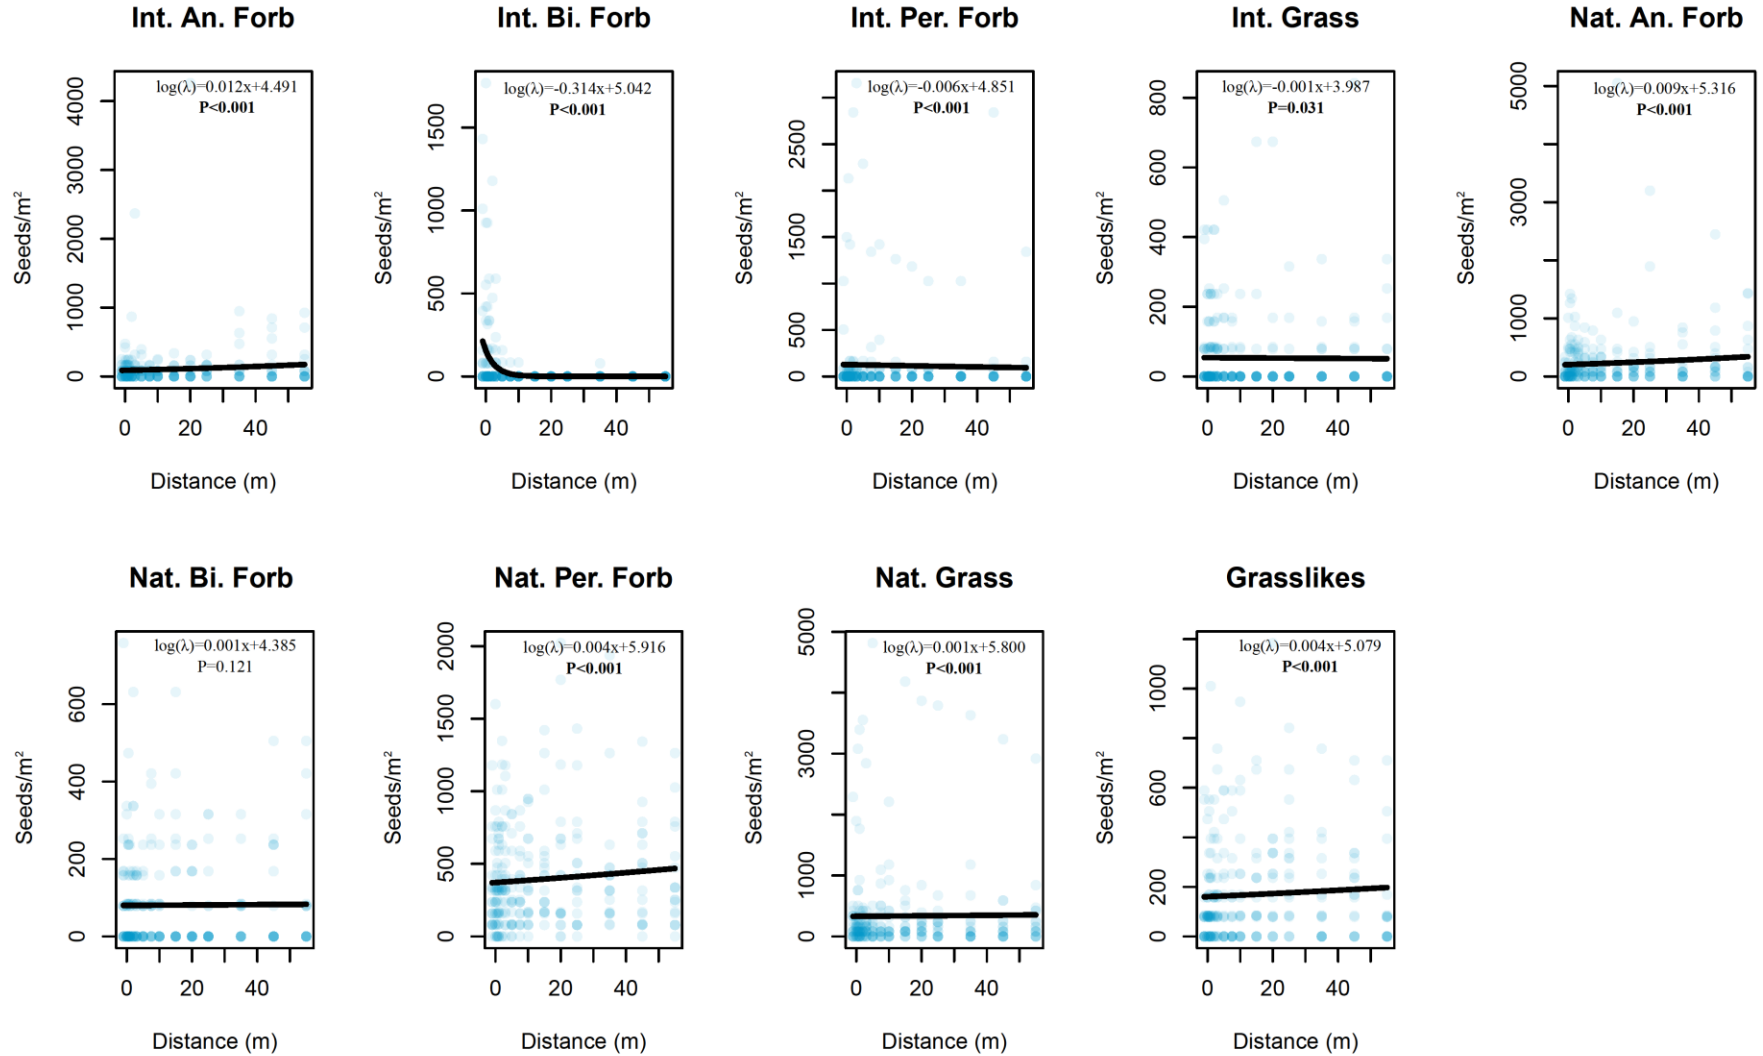 Int. An. Forb
Int. Bi. Forb
Int. Per. Forb
Int. Grass
Nat. An. Forb
log(λ)=0.012x+4.491
P<0.001
4000
3000
2000
1000
0
Seeds/m²
0 20 40
Distance (m)
log(λ)=-0.314x+5.042
P<0.001
1500
1000
500
0
Seeds/m²
0 20 40
Distance (m)
log(λ)=-0.006x+4.851
P<0.001
2500
1500
500
0
Seeds/m²
0 20 40
Distance (m)
log(λ)=-0.001x+3.987
P=0.031
800
600
400
200
0
Seeds/m²
0 20 40
Distance (m)
log(λ)=0.009x+5.316
P<0.001
5000
3000
1000
0
Seeds/m²
0 20 40
Distance (m)
Nat. Bi. Forb
Nat. Per. Forb
Nat. Grass
Grasslikes
log(λ)=0.001x+4.385
P=0.121
600
400
200
0
Seeds/m²
0 20 40
Distance (m)
log(λ)=0.004x+5.916
P<0.001
2000
1500
1000
500
0
Seeds/m²
0 20 40
Distance (m)
log(λ)=0.001x+5.800
P<0.001
5000
3000
1000
0
Seeds/m²
0 20 40
Distance (m)
log(λ)=0.004x+5.079
P<0.001
1000
600
200
0
Seeds/m²
0 20 40
Distance (m)